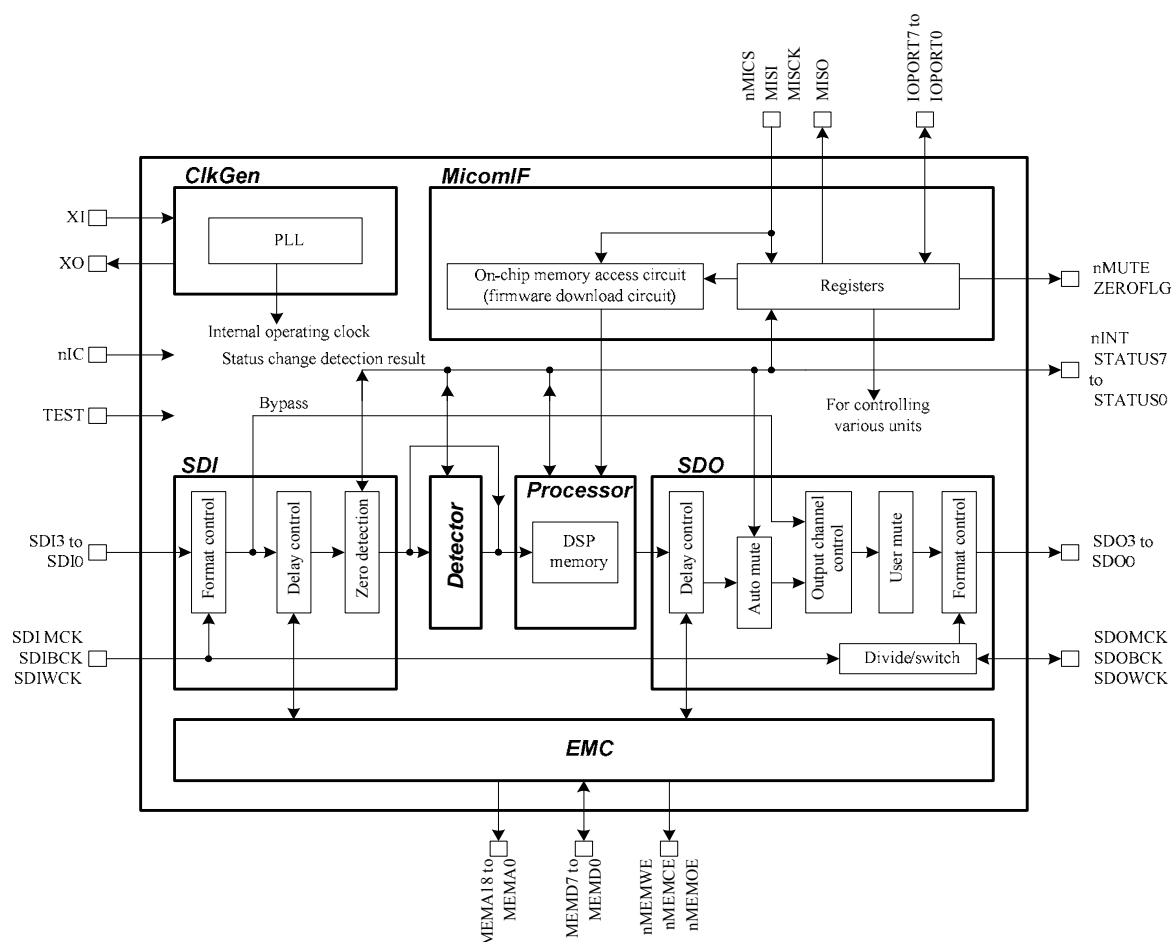 nMICS
MISI
MISCK
MISO
IOPORT7 to
IOPORT0
ClkGen
MicomIF
XI
PLL
XO
On-chip memory access circuit
(firmware download circuit)
Registers
nMUTE
ZEROFLG
Internal operating clock
nIC
Status change detection result
nINT
STATUS7
to
STATUS0
TEST
Bypass
For controlling
various units
SDI
Format control
Delay control
Zero detection
Detector
Processor
DSP
memory
SDO
Delay control
Auto mute
Output channel
control
User mute
Format control
SDI3 to
SDI0
SDO3 to
SDO0
SDIMCK
SDIBCK
SDIWCK
Divide/switch
SDOMCK
SDOBCK
SDOWCK
EMC
MEMA18 to
MEMA0
MEMD7 to
MEMD0
nMEMWE
nMEMCE
nMEMOE